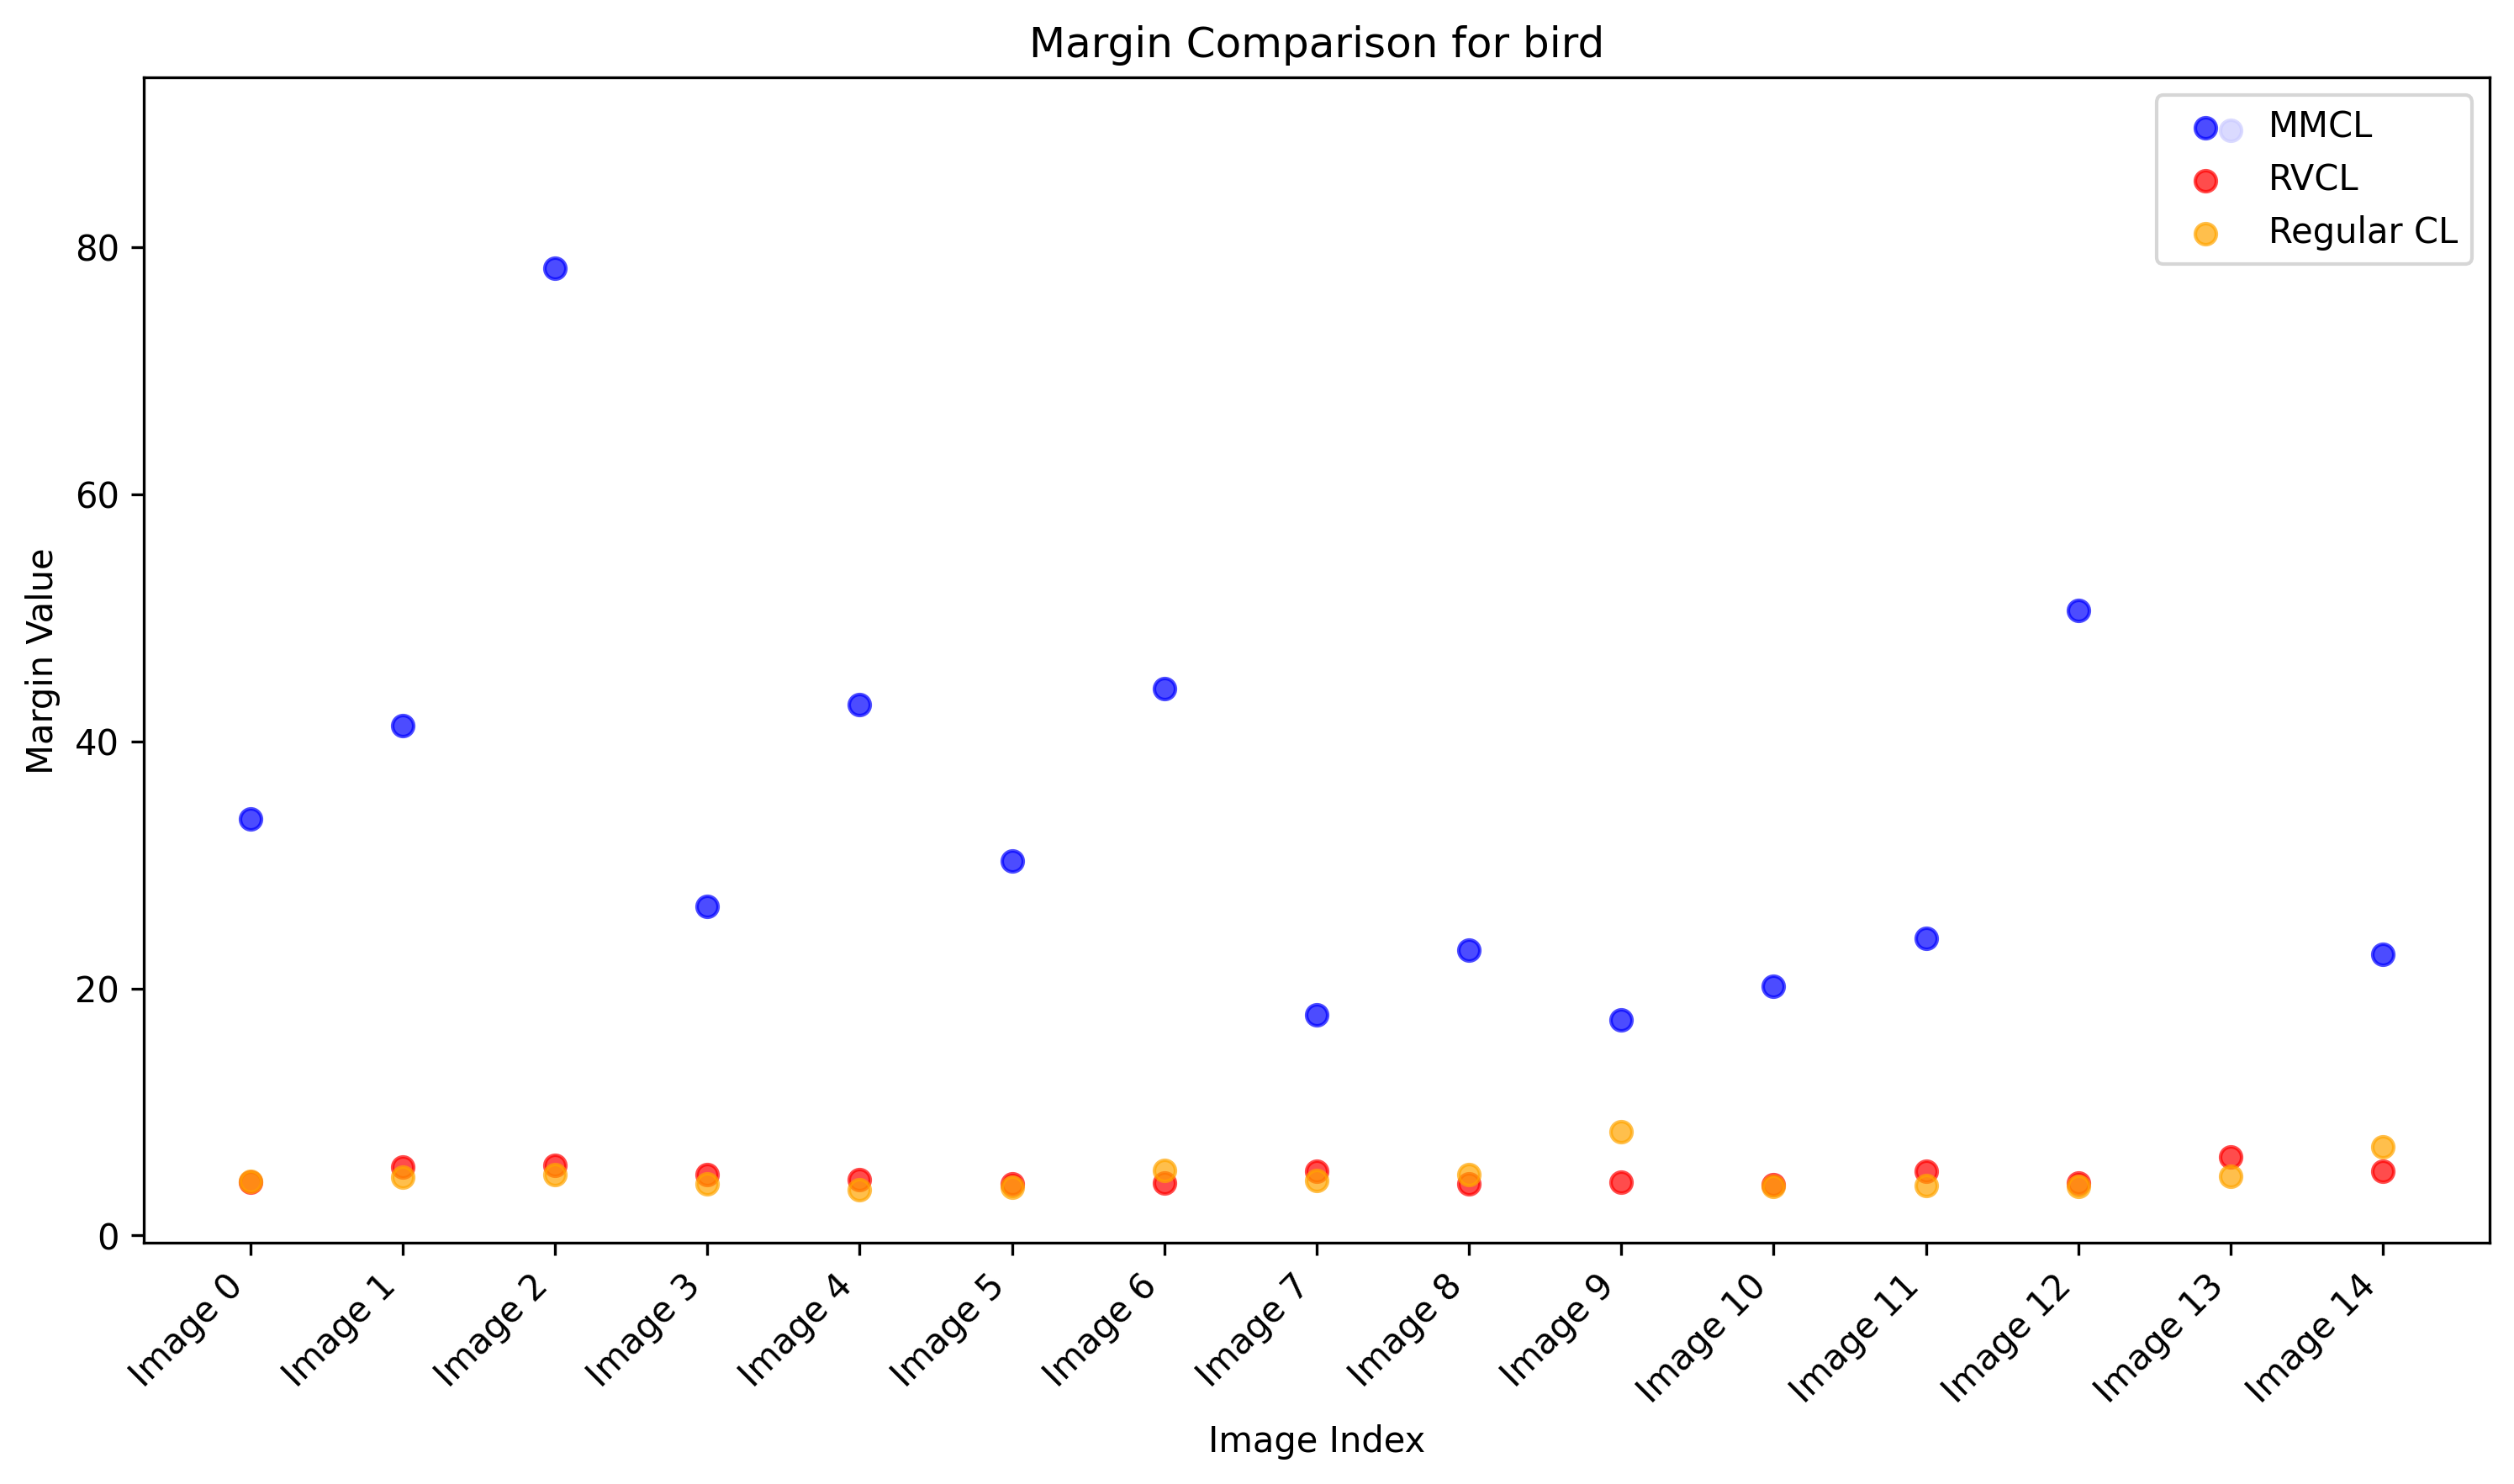 Margin Comparison for bird
MMCL
RVCL
Regular CL
80
60
40
20
0
Margin Value
Image 0
Image 1
Image 2
Image 3
Image 4
Image 5
Image 6
Image 7
Image 8
Image 9
Image 10
Image 11
Image 12
Image 13
Image 14
Image Index